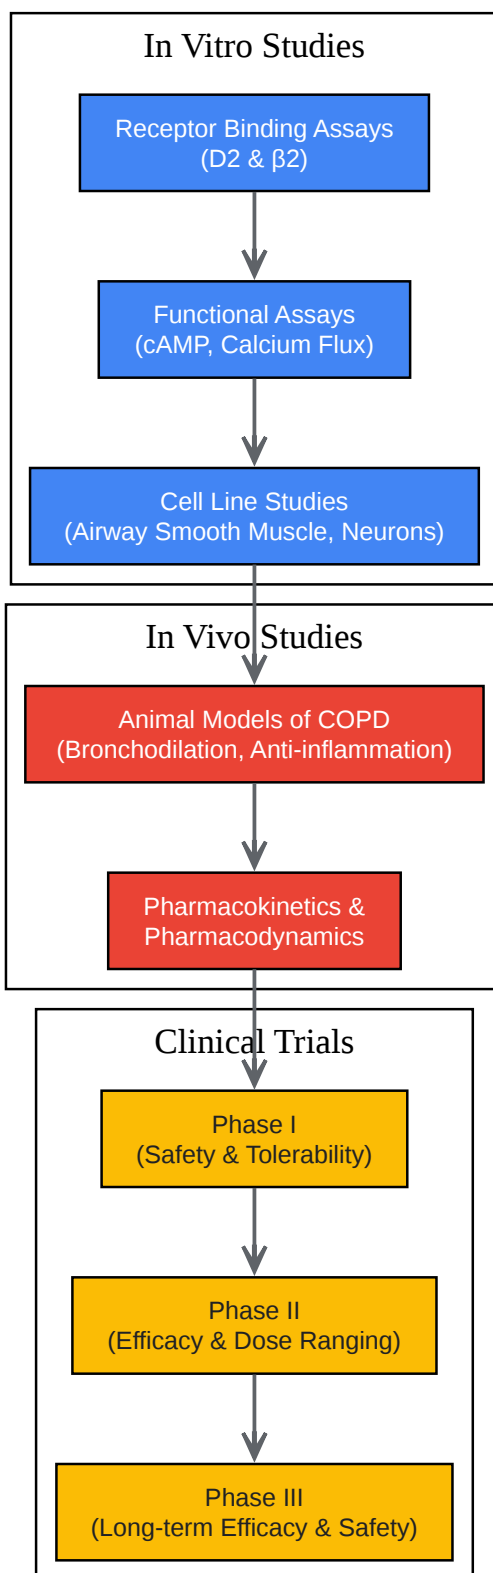 In Vitro Studies
Receptor Binding Assays
(D2 & β2)
Functional Assays
(cAMP, Calcium Flux)
Cell Line Studies
(Airway Smooth Muscle, Neurons)
In Vivo Studies
Animal Models of COPD
(Bronchodilation, Anti-inflammation)
Pharmacokinetics &
Pharmacodynamics
Clinical Trials
Phase I
(Safety & Tolerability)
Phase II
(Efficacy & Dose Ranging)
Phase III
(Long-term Efficacy & Safety)